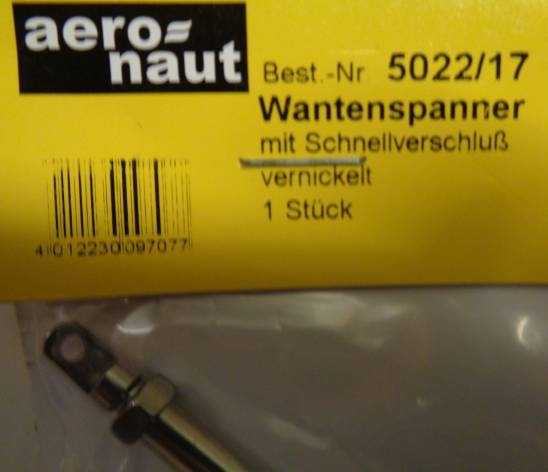 aero=
naut
Best.-Nr. 5022/17
Wantenspanner
mit Schnellverschluß
vernickelt
1 Stück
4 012230 097077